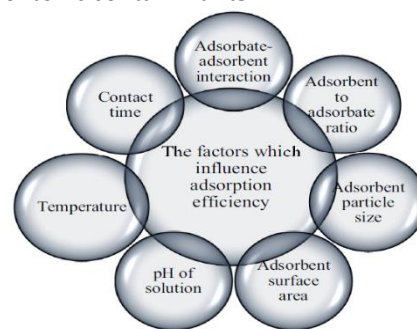 Adsorbate-
adsorbent
interaction
Contact
time
Adsorbent
to
adsorbate
ratio
The factors which
influence
adsorption
efficiency
Temperature
Adsorbent
particle
size
pH of
solution
Adsorbent
surface
area